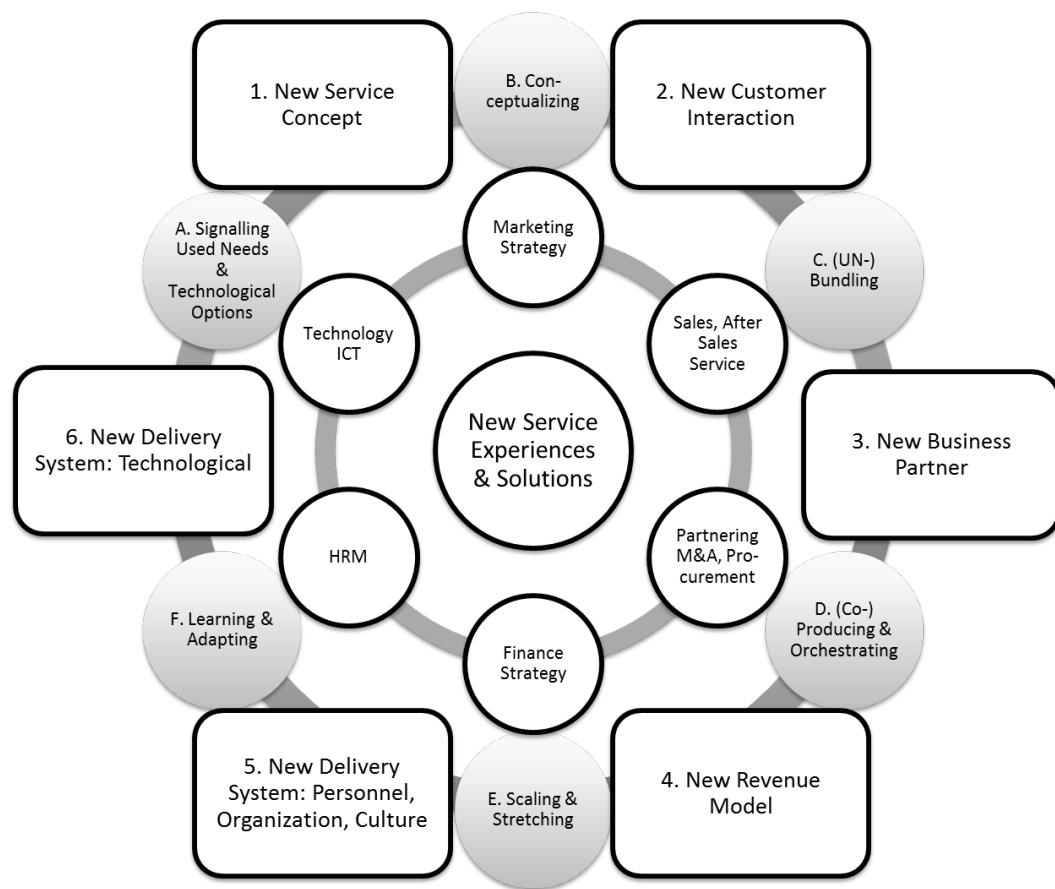 1. New Service
Concept
B. Con-
ceptualizing
2. New Customer
Interaction
A. Signalling
Used Needs
&
Technological
Options
Marketing
Strategy
C. (UN-)
Bundling
Technology
ICT
Sales, After
Sales
Service
6. New Delivery
System: Technological
New Service
Experiences
& Solutions
3. New Business
Partner
HRM
Partnering
M&A, Pro-
curement
F. Learning &
Adapting
Finance
Strategy
D. (Co-)
Producing &
Orchestrating
5. New Delivery
System: Personnel,
Organization, Culture
E. Scaling &
Stretching
4. New Revenue
Model